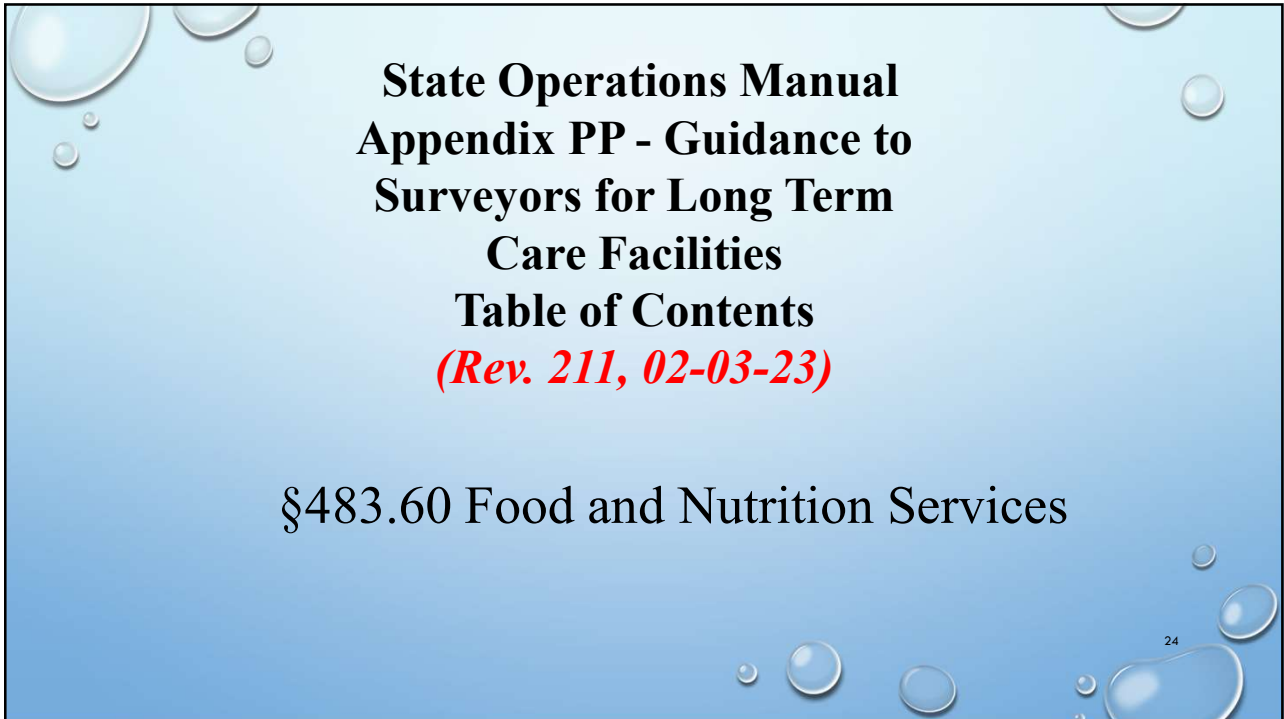 State Operations Manual
Appendix PP - Guidance to
Surveyors for Long Term
Care Facilities
Table of Contents
(Rev. 211, 02-03-23)
§483.60 Food and Nutrition Services
24